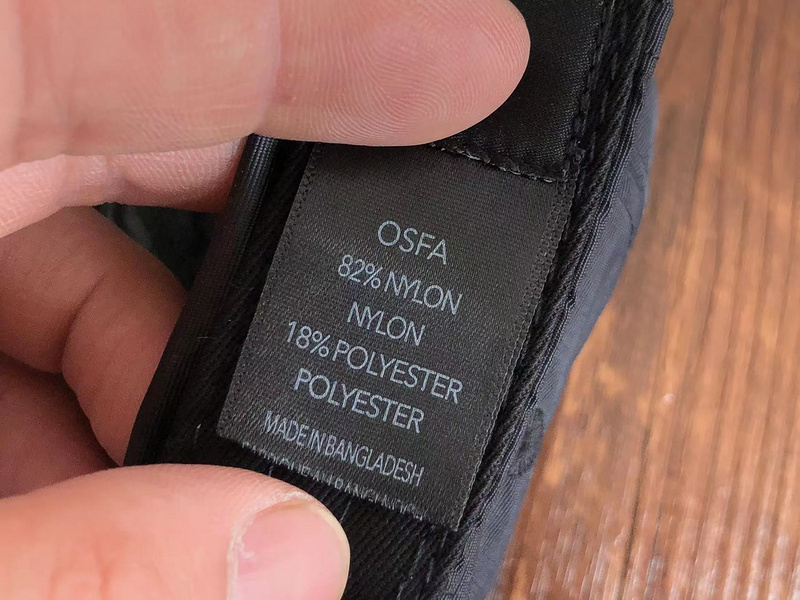 OSFA
82% NYLON
NYLON
18% POLYESTER
POLYESTER
MADE IN BANGLADESH